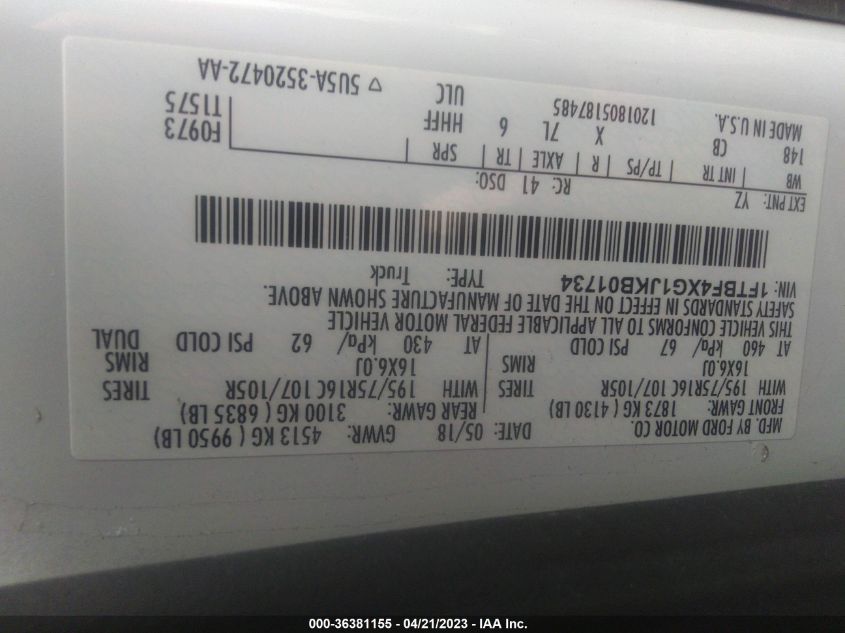 MFD. BY FORD MOTOR CO.
DATE: 05/18 GVWR: 4513 KG ( 9950 LB)
FRONT GAWR: 1873 KG ( 4130 LB) REAR GAWR: 3100 KG ( 6835 LB)
WITH 195/75R16C 107/105R TIRES WITH 195/75R16C 107/105R TIRES
16X6.0J RIMS 16X6.0J RIMS
AT 460 kPa/ 67 PSI COLD AT 430 kPa/ 62 PSI COLD DUAL
THIS VEHICLE CONFORMS TO ALL APPLICABLE FEDERAL MOTOR VEHICLE
SAFETY STANDARDS IN EFFECT ON THE DATE OF MANUFACTURE SHOWN ABOVE.
VIN: 1FTBF4XG1JKB01734 TYPE: Truck
EXT PNT: YZ RC: 41 DSO:
WB INT TR TP/PS R AXLE TR SPR
148 CB X 7L 6 HHFF F0973
T1575
MADE IN U.S.A. 1201805187485 ULC ▽ 5U5A-3520472-AA
000-36381155 - 04/21/2023 - IAA Inc.